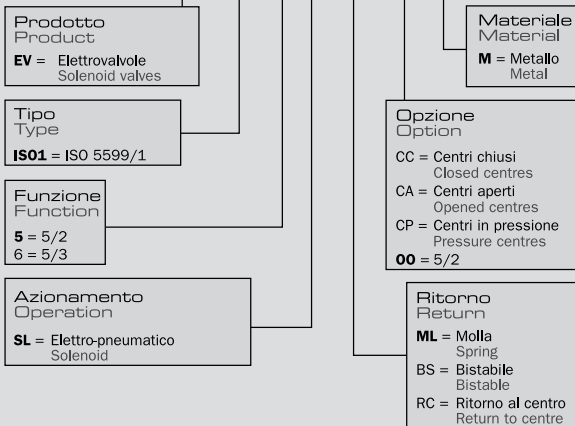 Prodotto
Product
EV = Elettrovalvole
Solenoid valves
Tipo
Type
ISO1 = ISO 5599/1
Funzione
Function
5 = 5/2
6 = 5/3
Azionamento
Operation
SL = Elettro-pneumatico
Solenoid
Materiale
Material
M = Metallo
Metal
Opzione
Option
CC = Centri chiusi
Closed centres
CA = Centri aperti
Opened centres
CP = Centri in pressione
Pressure centres
00 = 5/2
Ritorno
Return
ML = Molla
Spring
BS = Bistabile
Bistable
RC = Ritorno al centro
Return to centre